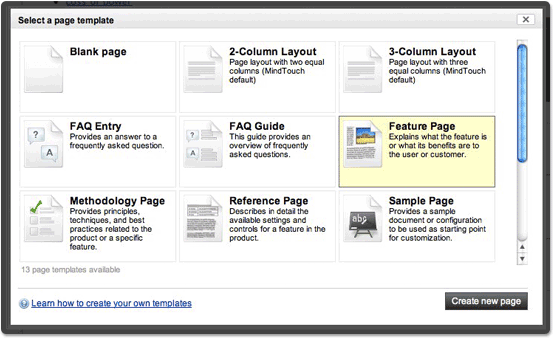 Select a page template
Blank page
2-Column Layout
Page layout with two equal
columns (MindTouch
default)
3-Column Layout
Page layout with three
equal columns (MindTouch
default)
FAQ Entry
Provides an answer to a
frequently asked question.
FAQ Guide
This guide provides an
overview of frequently
asked questions.
Feature Page
Explains what the feature is
or what its benefits are to
the user or customer.
Methodology Page
Provides principles,
techniques, and best
practices related to the
product or a specific
feature.
Reference Page
Describes in detail the
available settings and
controls for a feature in the
product.
abc
Sample Page
Provides a sample
document or configuration
to be used as starting point
for customization.
13 page templates available
Learn how to create your own templates
Create new page